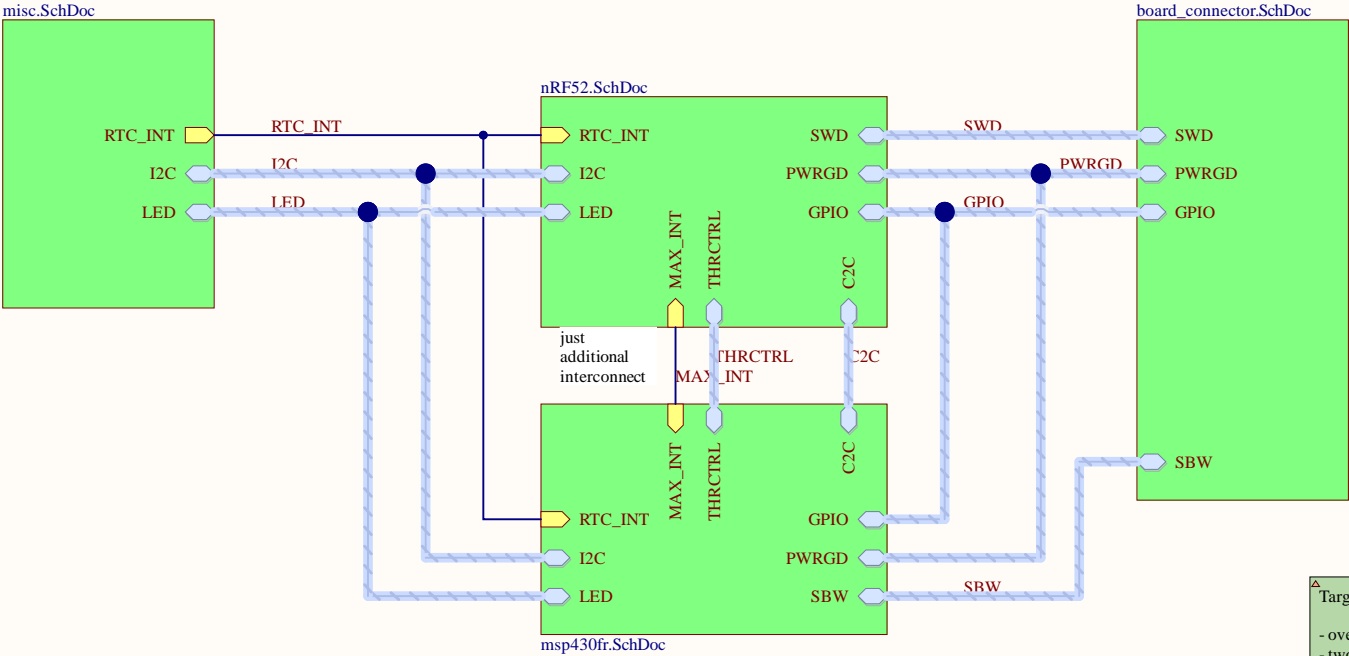 misc.SchDoc
board_connector.SchDoc
nRF52.SchDoc
RTC_INT
RTC_INT
RTC_INT
SWD
SWD
SWD
I2C
I2C
I2C
PWRGD
PWRGD
PWRGD
LED
LED
LED
GPIO
GPIO
GPIO
MAX_INT
THRCTRL
C2C
just
additional
interconnect
THRCTRL
C2C
MAX_INT
MAX_INT
THRCTRL
C2C
SBW
RTC_INT
GPIO
I2C
PWRGD
LED
SBW
SBW
msp430fr.SchDoc